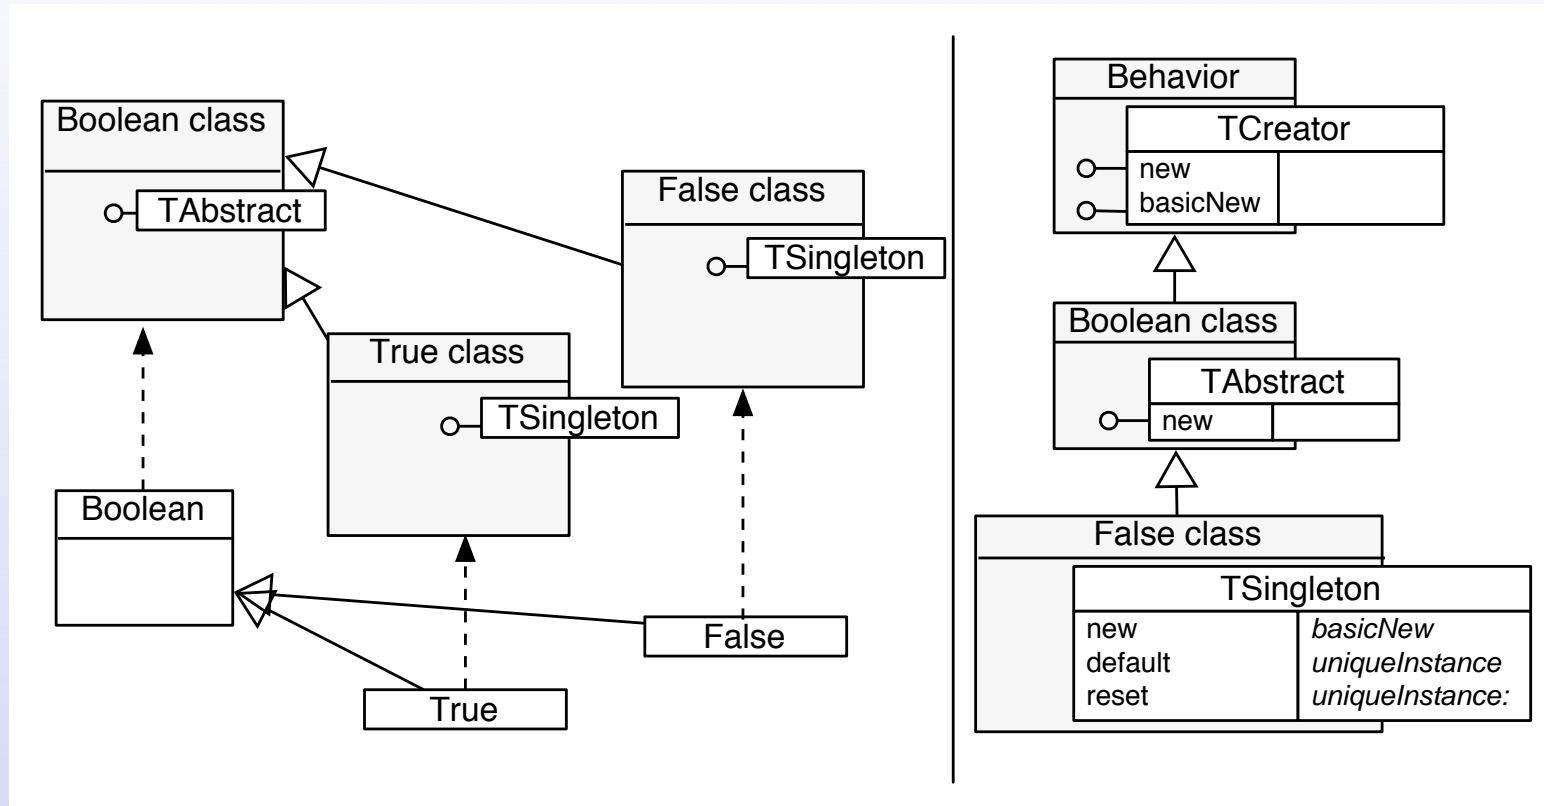 Boolean class
TAbstract
False class
TSingleton
True class
TSingleton
Boolean
False
True
Behavior
TCreator
new
basicNew
Boolean class
TAbstract
new
False class
TSingleton
new basicNew
default uniqueInstance
reset uniqueInstance: